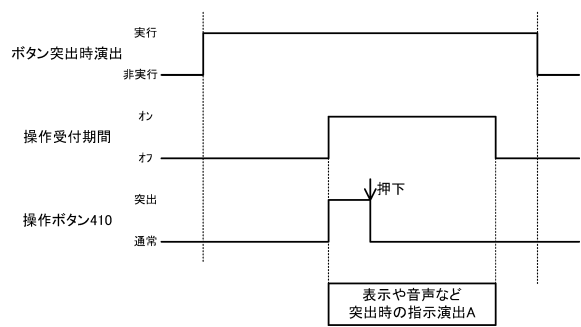 実行
ボタン突出時演出
非実行
オン
操作受付期間
オフ
突出
押下
操作ボタン410
通常
表示や音声など
突出時の指示演出A